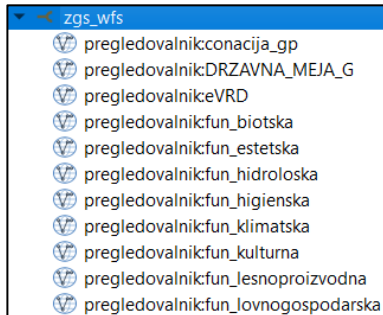 zgs_wfs
pregledovalnik:conacija_gp
pregledovalnik:DRZAVNA_MEJA_G
pregledovalnik:eVRD
pregledovalnik:fun_biotska
pregledovalnik:fun_estetska
pregledovalnik:fun_hidroloska
pregledovalnik:fun_higienska
pregledovalnik:fun_klimatska
pregledovalnik:fun_kulturna
pregledovalnik:fun_lesnoproizvodna
pregledovalnik:fun_lovnogospodarska